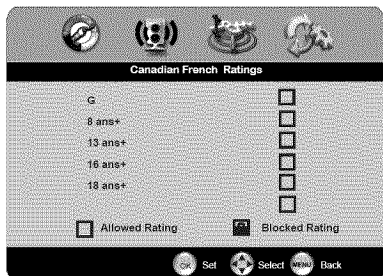 Canadian French Ratings
G
8 ans+
13 ans+
16 ans+
18 ans+
Allowed Rating Blocked Rating
OK Set Select MENU Back